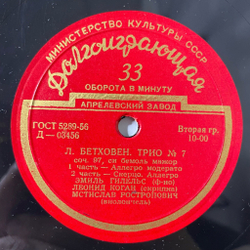 МИНИСТЕРСТВО КУЛЬТУРЫ СССР
Долгоиграющая
33
ОБОРОТА В МИНУТУ
АПРЕЛЕВСКИЙ ЗАВОД
ГОСТ 5289-56
Д — 03456
Вторая гр.
10-00
Л. БЕТХОВЕН. ТРИО № 7
соч. 97, си бемоль мажор
1 часть — Аллегро модерато
2 часть — Скерцо. Аллегро
ЭМИЛЬ ГИЛЕЛЬС (ф-но)
ЛЕОНИД КОГАН (скрипка)
МСТИСЛАВ РОСТРОПОВИЧ
(виолончель)